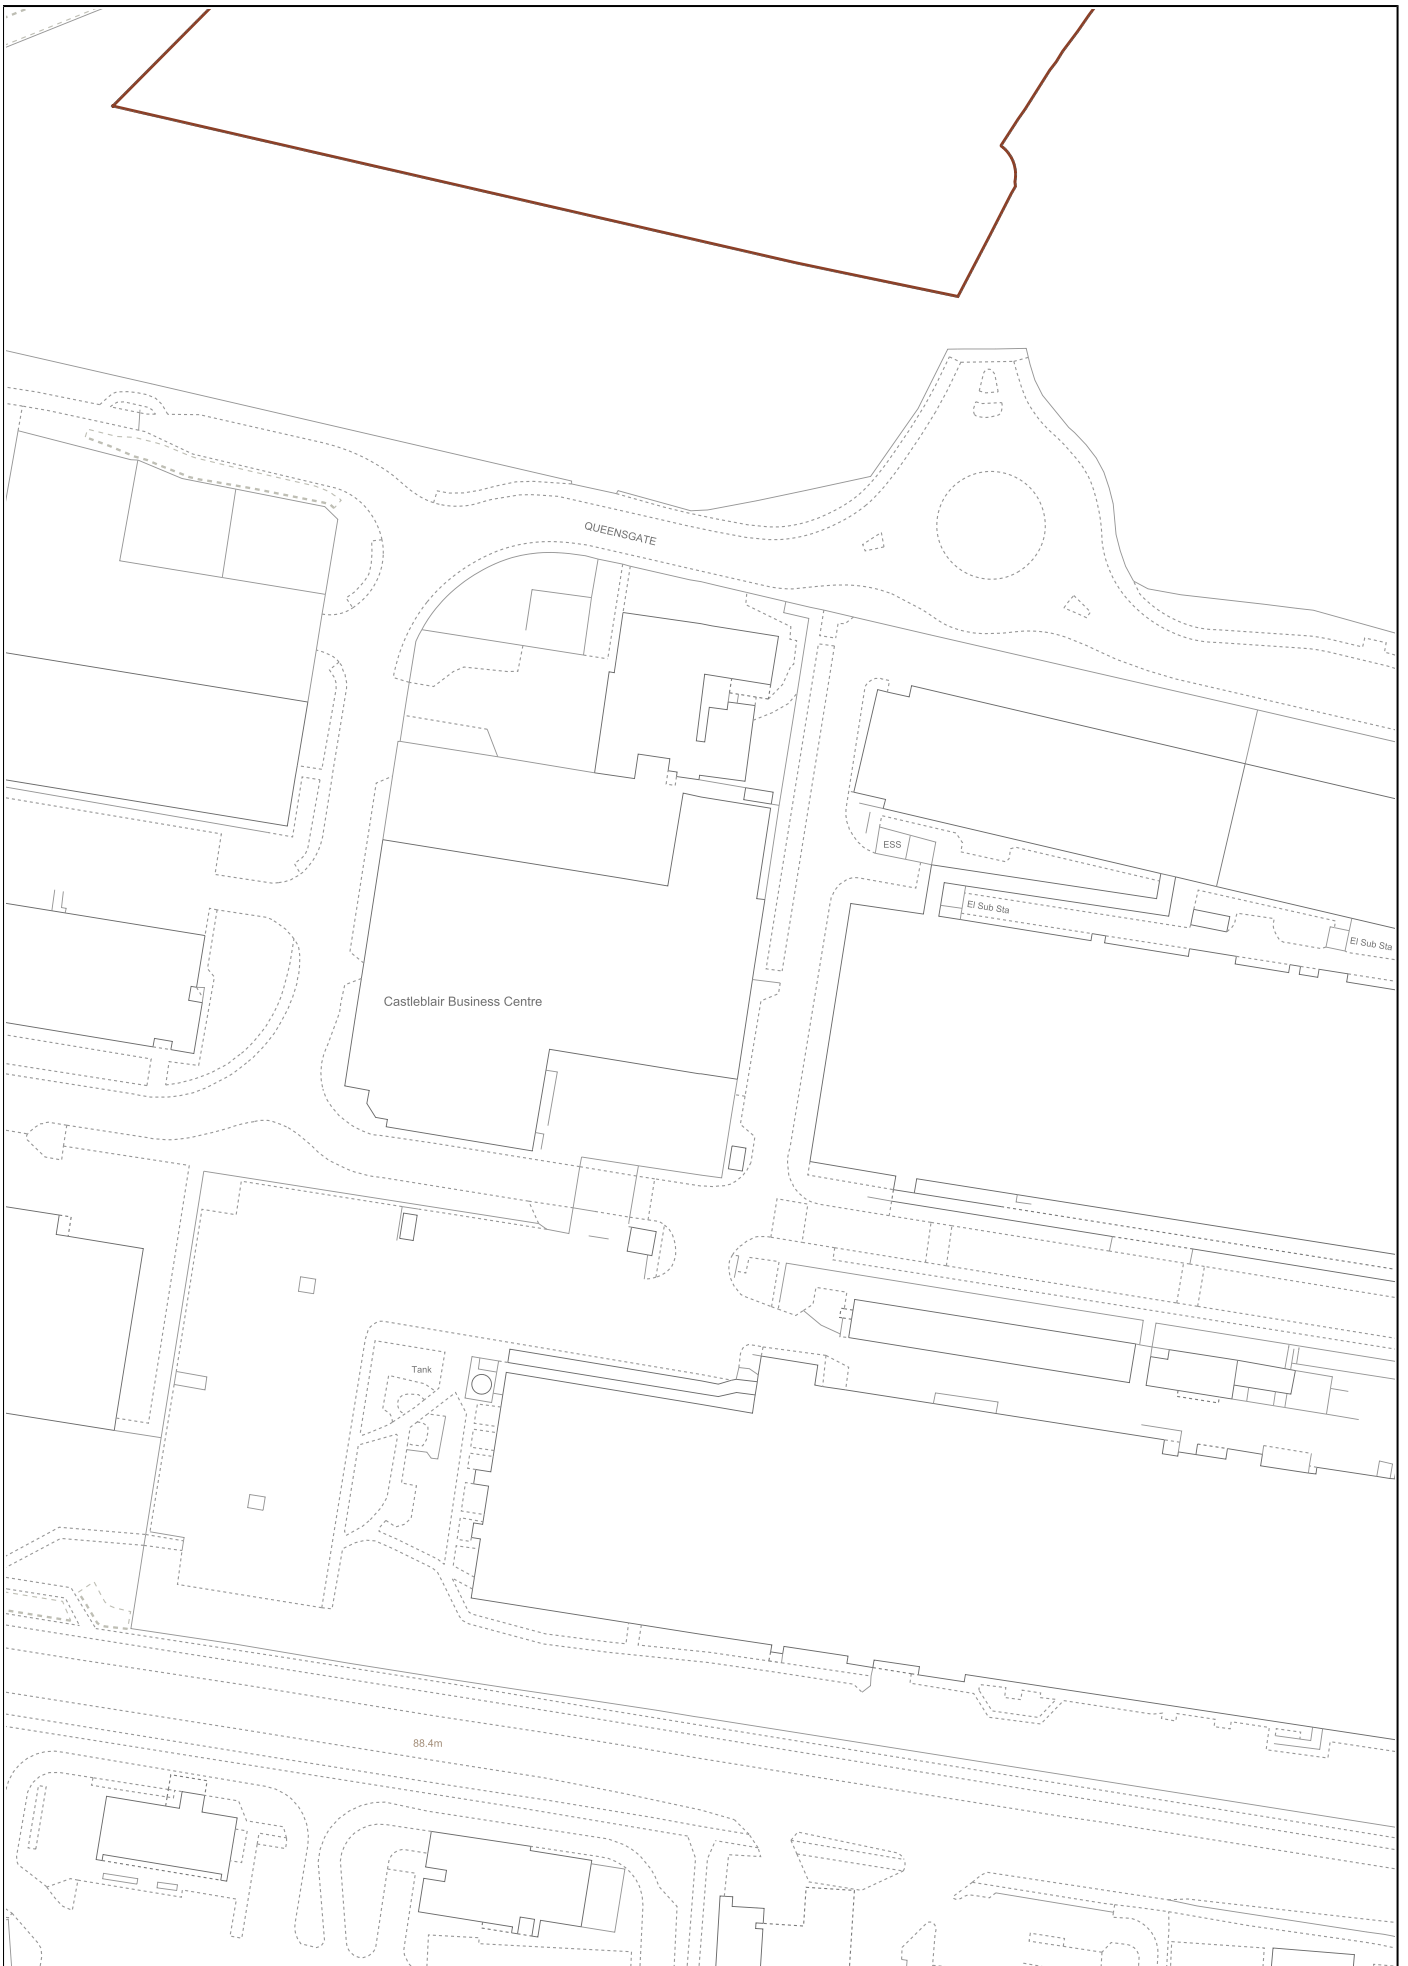 QUEENSGATE
ESS
El Sub Sta
El Sub Sta
Castleblair Business Centre
Tank
88.4m